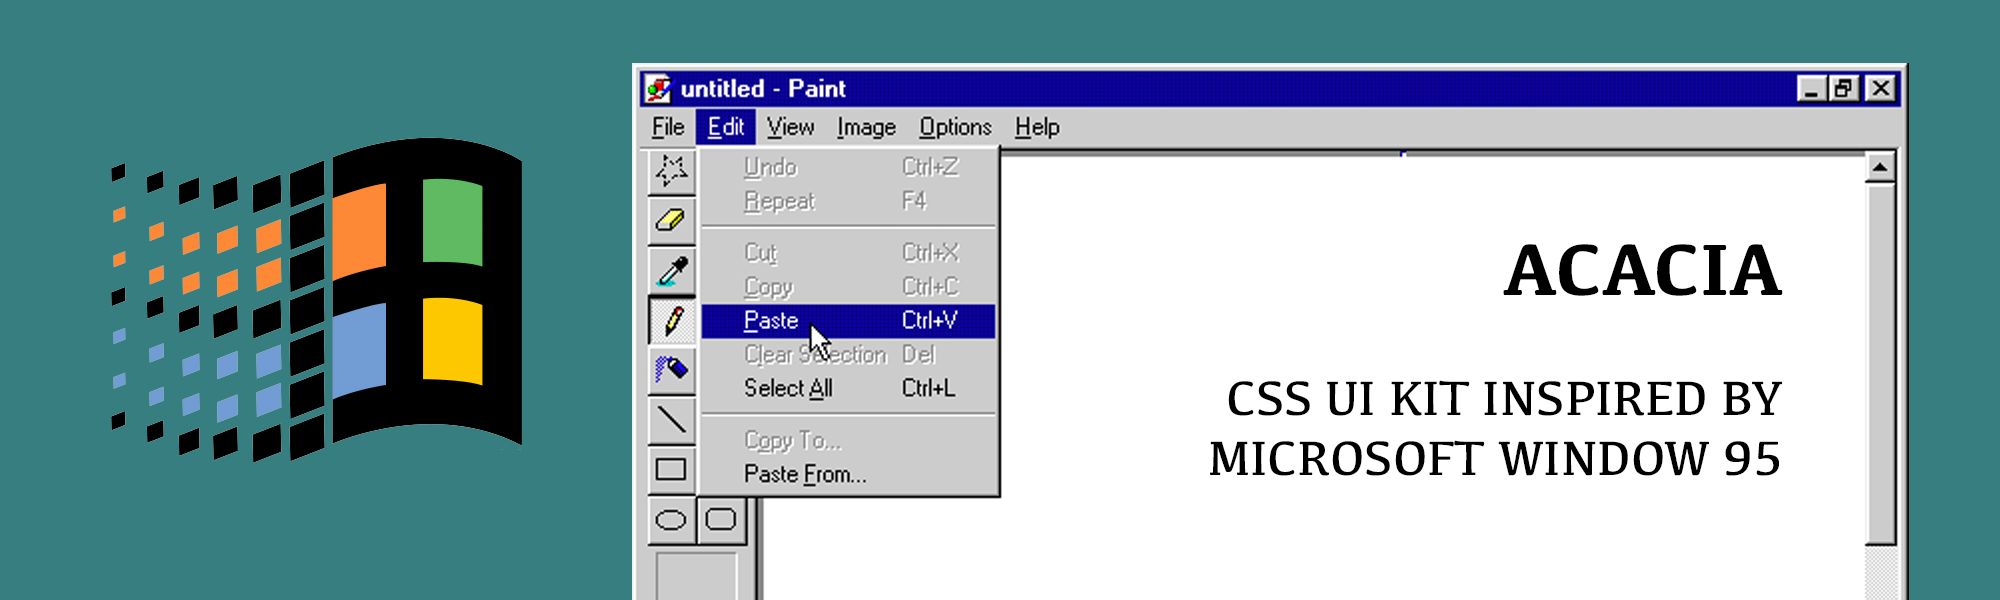 untitled - Paint
File Edit View Image Options Help
Undo Ctrl+Z
Repeat F4
Cut Ctrl+X
Copy Ctrl+C
Paste Ctrl+V
Clear Selection Del
Select All Ctrl+L
Copy To...
Paste From...
ACACIA
CSS UI KIT INSPIRED BY
MICROSOFT WINDOW 95